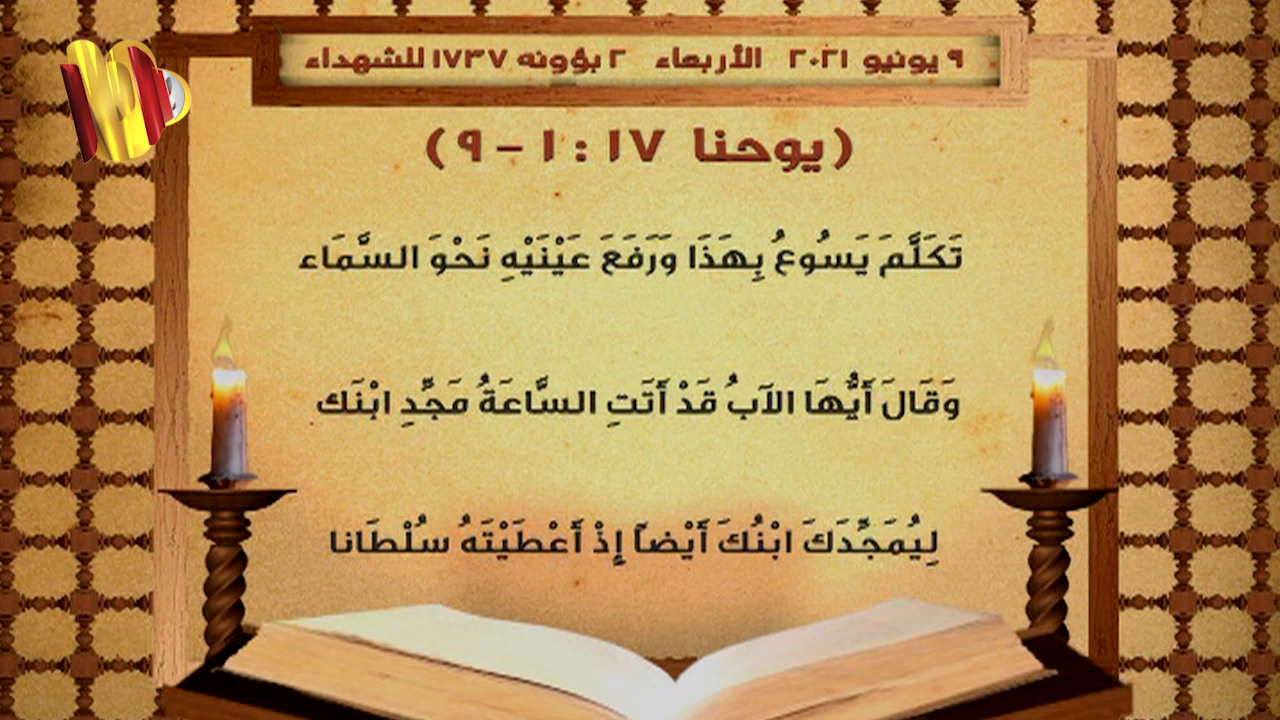 ٩ يونيو ٢٠٢١ الأربعاء ٢ بؤونه ١٧٣٧ للشهداء
(يوحنا ١٧ : ١ - ٩)
تَكَلَّمَ يَسُوعُ بِهَذَا وَرَفَعَ عَيْنَيْهِ نَحْوَ السَّمَاء
وَقَالَ أَيُّهَا الآبُ قَدْ أَتَتِ السَّاعَةُ مَجِّدِ ابْنَك
لِيُمَجِّدَكَ ابْنُكَ أَيْضاً إِذْ أَعْطَيْتَهُ سُلْطَانا